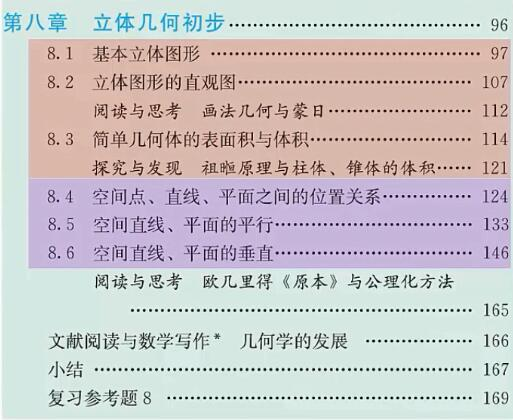 第八章 立体几何初步……………………………… 96
8.1 基本立体图形……………………………… 97
8.2 立体图形的直观图……………………… 107
阅读与思考 画法几何与蒙日……………… 112
8.3 简单几何体的表面积与体积……………… 114
探究与发现 祖暅原理与柱体、锥体的体积…… 121
8.4 空间点、直线、平面之间的位置关系……… 124
8.5 空间直线、平面的平行…………………… 133
8.6 空间直线、平面的垂直…………………… 146
阅读与思考 欧几里得《原本》与公理化方法
……………………………………… 165
文献阅读与数学写作* 几何学的发展 ………… 166
小结 ……………………………………… 167
复习参考题 8 ……………………………… 169